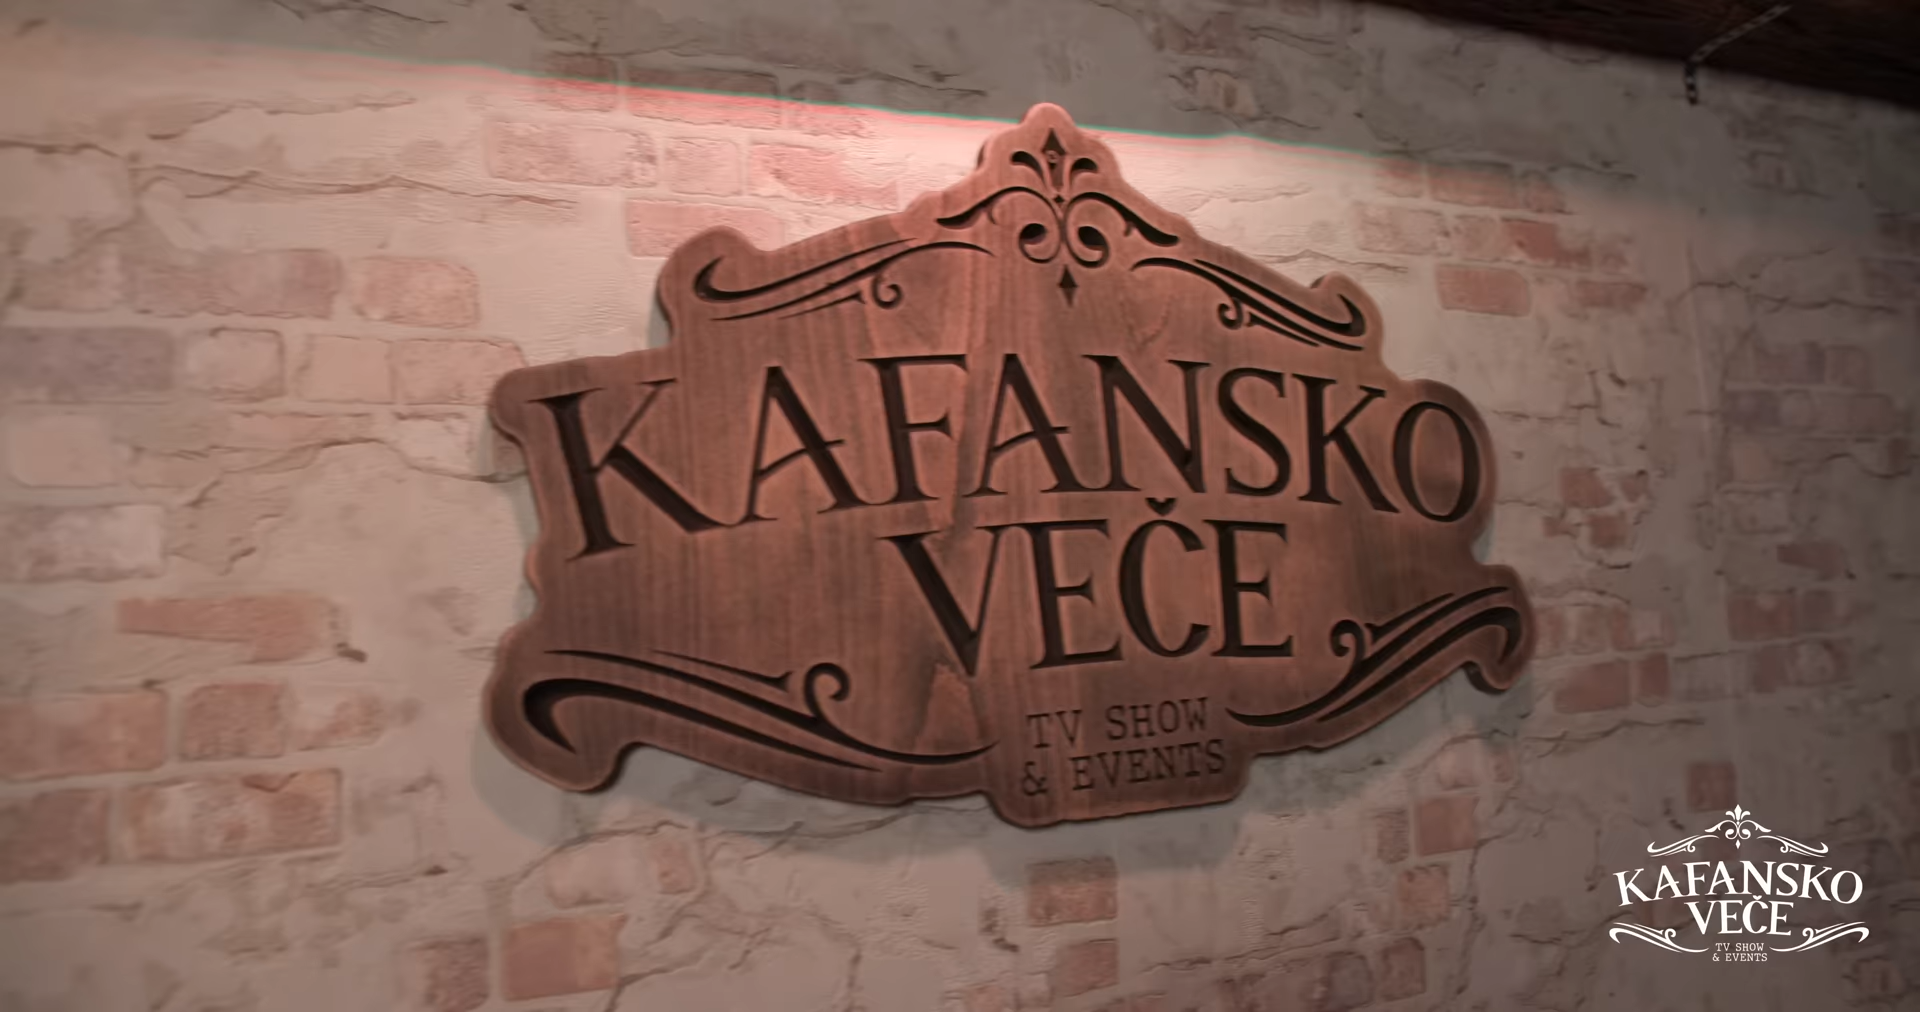 KAFANSKO
VEČE
TV SHOW
& EVENTS
KAFANSKO
VEČE
TV SHOW
& EVENTS